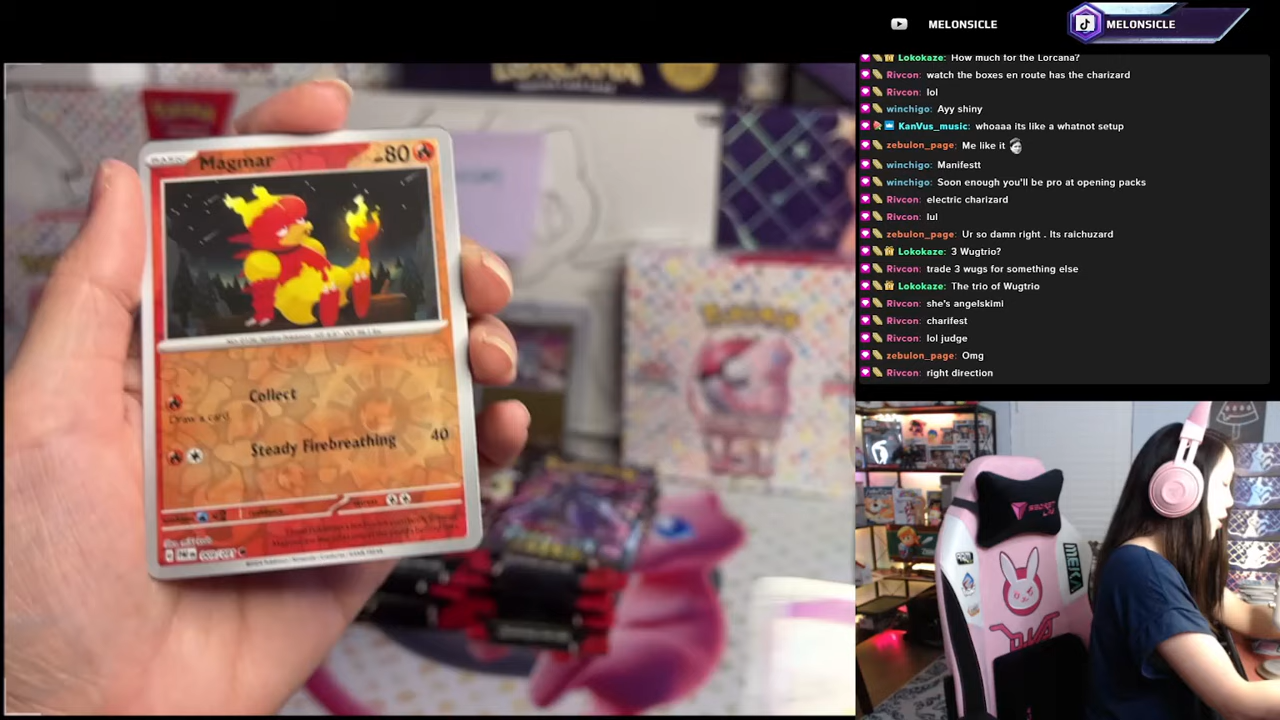 MELONSICLE
MELONSICLE
Lokokaze: How much for the Lorcana?
Rivcon: watch the boxes en route has the charizard
Rivcon: lol
winchigo: Ayy shiny
KanVus_music: whoaaa its like a whatnot setup
zebulon_page: Me like it
winchigo: Manifestt
winchigo: Soon enough you'll be pro at opening packs
Rivcon: electric charizard
Rivcon: lul
zebulon_page: Ur so damn right . Its raichuzard
Lokokaze: 3 Wugtrio?
Rivcon: trade 3 wugs for something else
Lokokaze: The trio of Wugtrio
Rivcon: she's angelskimi
Rivcon: charifest
Rivcon: lol judge
zebulon_page: Omg
Rivcon: right direction
BASIC Magmar 80
Collect
Draw a card.
Steady Firebreathing 40
MEKA